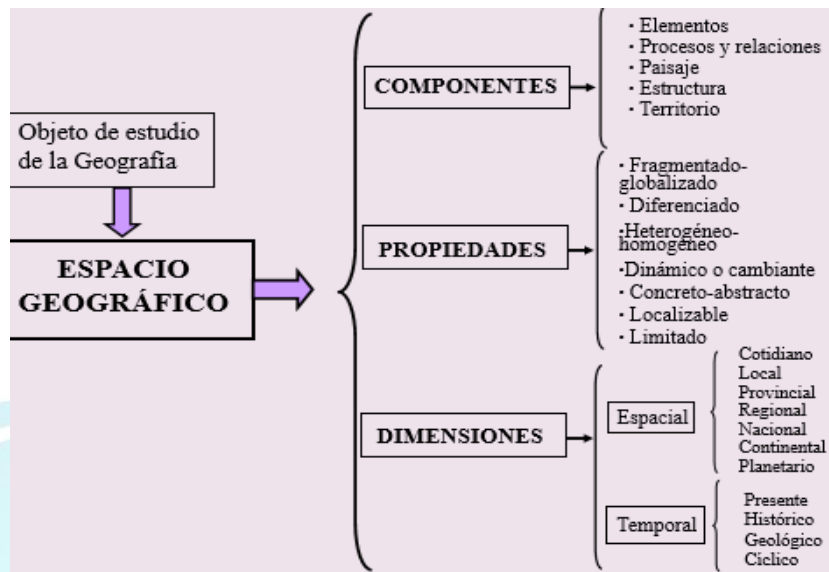 Objeto de estudio
de la Geografía
ESPACIO
GEOGRÁFICO
COMPONENTES
· Elementos
· Procesos y relaciones
· Paisaje
· Estructura
· Territorio
PROPIEDADES
· Fragmentado-
globalizado
· Diferenciado
·Heterogéneo-
homogéneo
·Dinámico o cambiante
· Concreto-abstracto
· Localizable
· Limitado
DIMENSIONES
Espacial
Cotidiano
Local
Provincial
Regional
Nacional
Continental
Planetario
Temporal
Presente
Histórico
Geológico
Cíclico